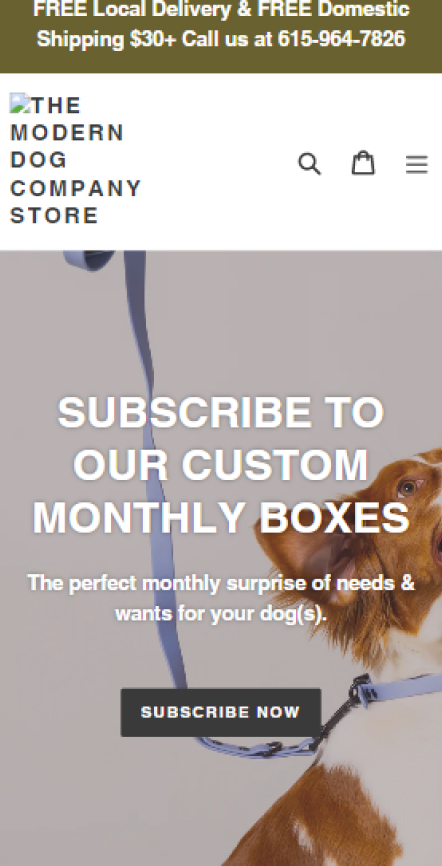 FREE Local Delivery & FREE Domestic
Shipping $30+ Call us at 615-964-7826
THE
MODERN
DOG
COMPANY
STORE
SUBSCRIBE TO
OUR CUSTOM
MONTHLY BOXES
The perfect monthly surprise of needs &
wants for your dog(s).
SUBSCRIBE NOW